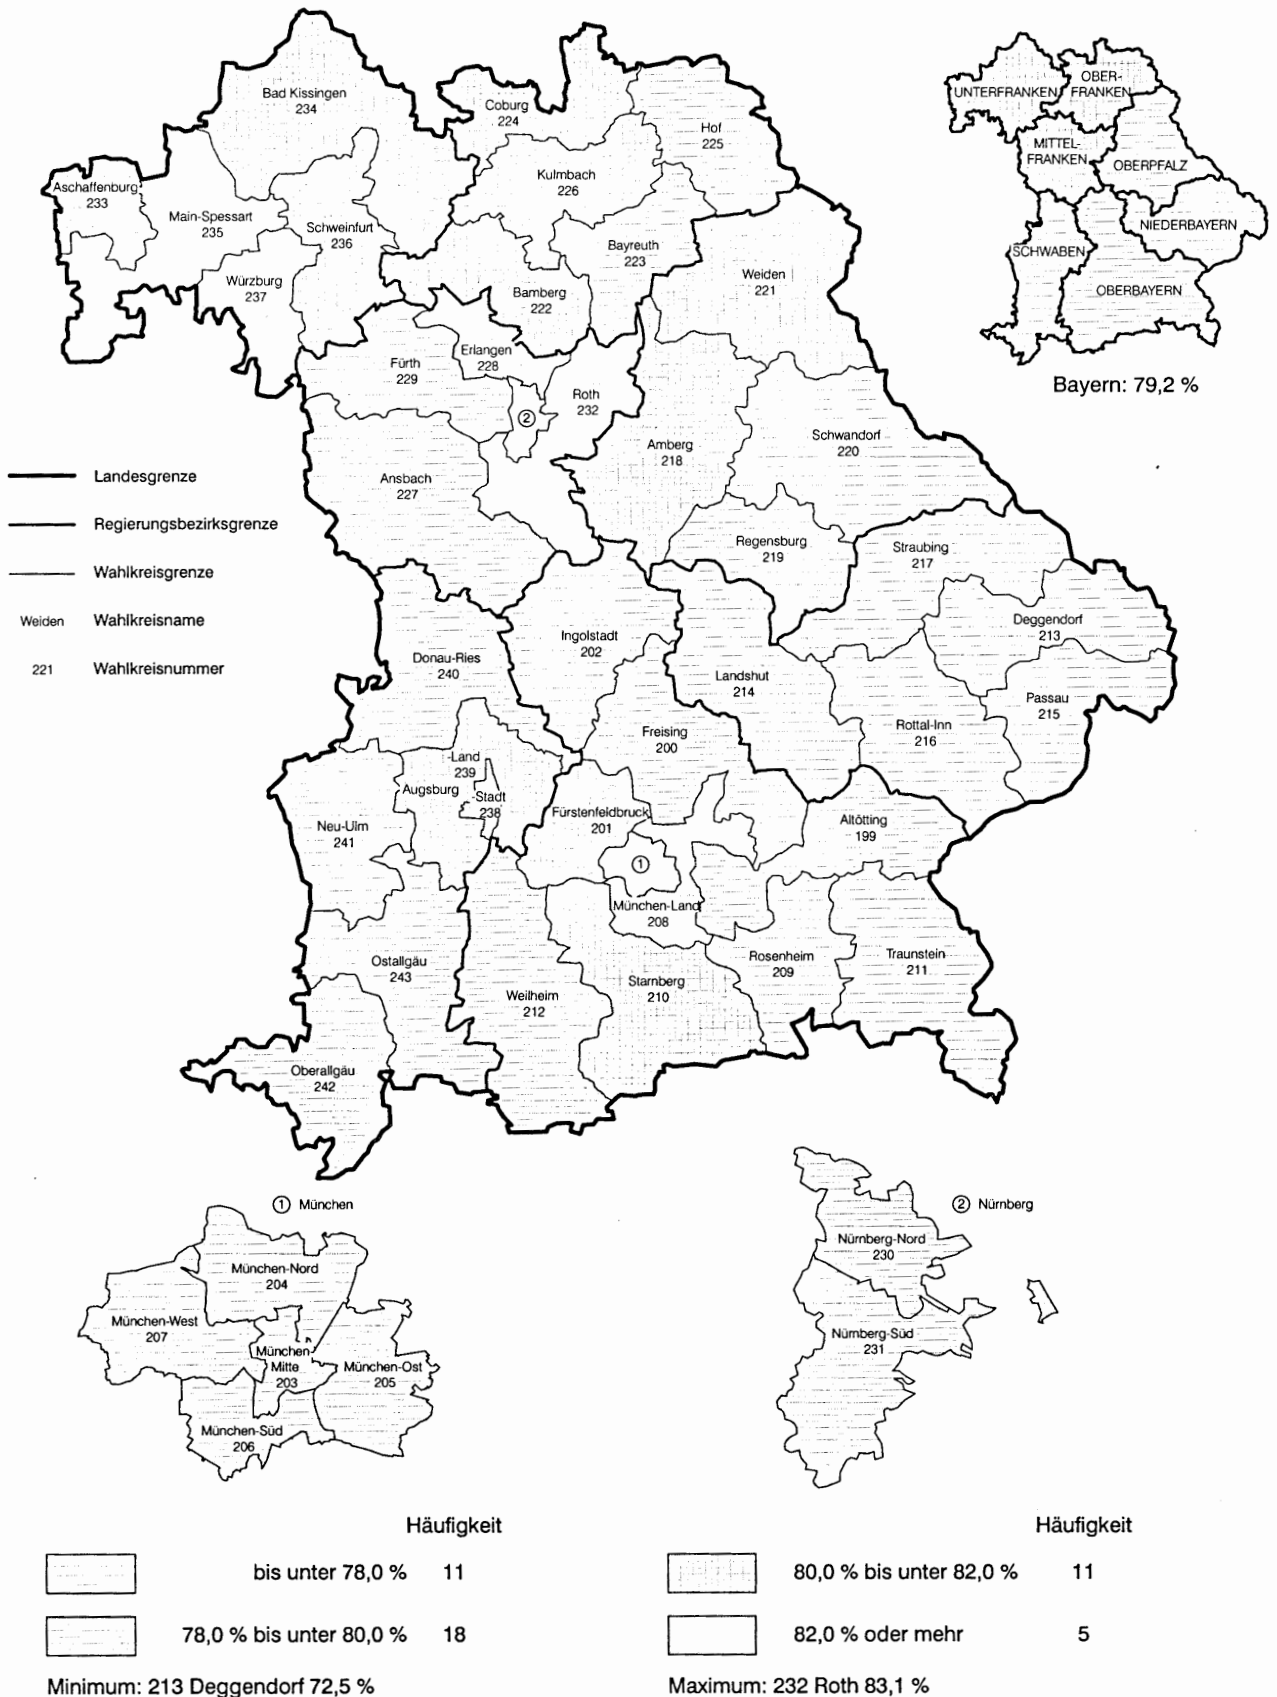 Bad Kissingen
234
Coburg
224
Hof
225
Kulmbach
226
Aschaffenburg
233
Main-Spessart
235
Schweinfurt
236
Würzburg
237
Bayreuth
223
Bamberg
222
Weiden
221
Erlangen
228
Fürth
229
Roth
232
②
Amberg
218
Schwandorf
220
Ansbach
227
Regensburg
219
Straubing
217
Deggendorf
213
Ingolstadt
202
Donau-Ries
240
Landshut
214
Passau
215
Rottal-Inn
216
Freising
200
-Land
239
Augsburg
-Stadt
238
Fürstenfeldbruck
201
Neu-Ulm
241
Altötting
199
①
München-Land
208
Ostallgäu
243
Weilheim
212
Starnberg
210
Rosenheim
209
Traunstein
211
Oberallgäu
242
UNTERFRANKEN
OBER-
FRANKEN
MITTEL-
FRANKEN
OBERPFALZ
NIEDERBAYERN
SCHWABEN
OBERBAYERN
Bayern: 79,2 %
Landesgrenze
Regierungsbezirksgrenze
Wahlkreisgrenze
Weiden Wahlkreisname
221 Wahlkreisnummer
① München
München-Nord
204
München-West
207
München-
Mitte
203
München-Ost
205
München-Süd
206
② Nürnberg
Nürnberg-Nord
230
Nürnberg-Süd
231
Häufigkeit
bis unter 78,0 % 11
78,0 % bis unter 80,0 % 18
Minimum: 213 Deggendorf 72,5 %
Häufigkeit
80,0 % bis unter 82,0 % 11
82,0 % oder mehr 5
Maximum: 232 Roth 83,1 %